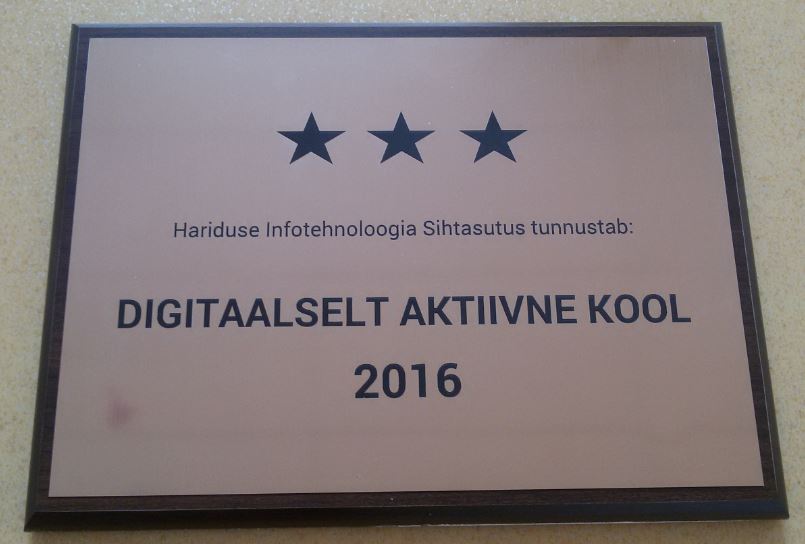 Hariduse Infotehnoloogia Sihtasutus tunnustab:
DIGITAALSELT AKTIIVNE KOOL
2016